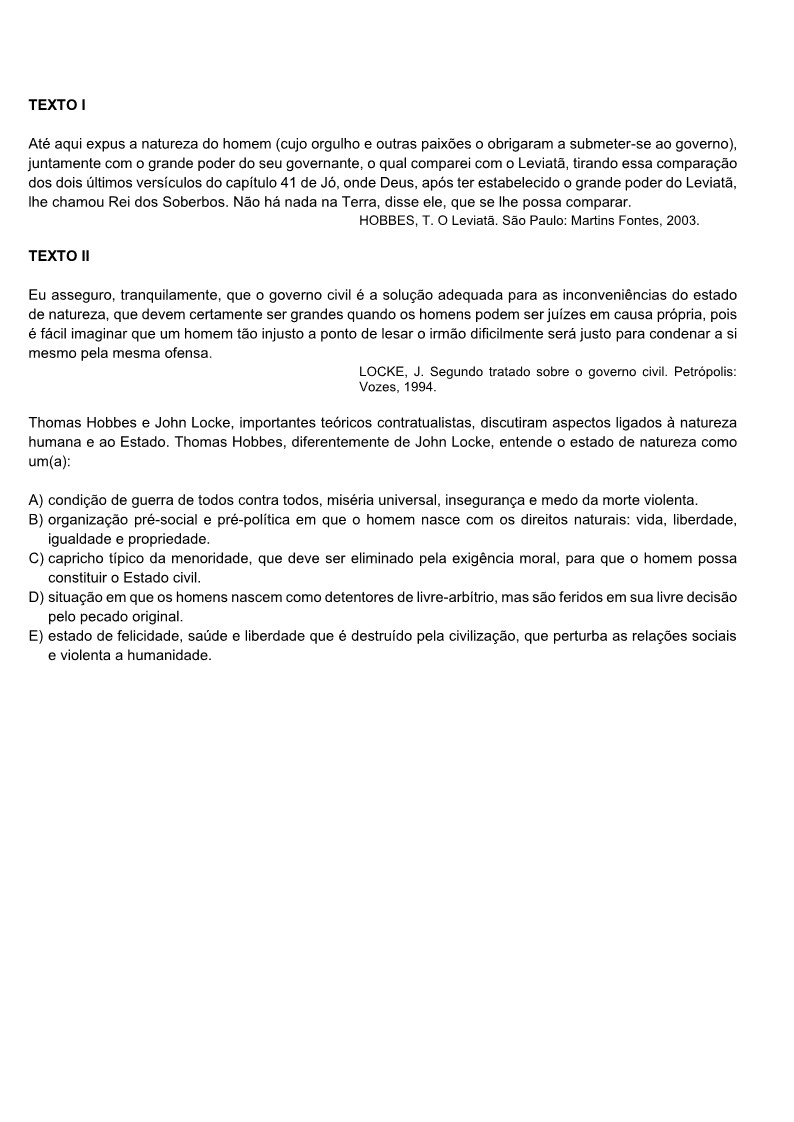 TEXTO I
Até aqui expus a natureza do homem (cujo orgulho e outras paixões o obrigaram a submeter-se ao governo),
juntamente com o grande poder do seu governante, o qual comparei com o Leviatã, tirando essa comparação
dos dois últimos versículos do capítulo 41 de Jó, onde Deus, após ter estabelecido o grande poder do Leviatã,
lhe chamou Rei dos Soberbos. Não há nada na Terra, disse ele, que se lhe possa comparar.
HOBBES, T. O Leviatã. São Paulo: Martins Fontes, 2003.
TEXTO II
Eu asseguro, tranquilamente, que o governo civil é a solução adequada para as inconveniências do estado
de natureza, que devem certamente ser grandes quando os homens podem ser juízes em causa própria, pois
é fácil imaginar que um homem tão injusto a ponto de lesar o irmão dificilmente será justo para condenar a si
mesmo pela mesma ofensa.
LOCKE, J. Segundo tratado sobre o governo civil. Petrópolis:
Vozes, 1994.
Thomas Hobbes e John Locke, importantes teóricos contratualistas, discutiram aspectos ligados à natureza
humana e ao Estado. Thomas Hobbes, diferentemente de John Locke, entende o estado de natureza como
um(a):
A) condição de guerra de todos contra todos, miséria universal, insegurança e medo da morte violenta.
B) organização pré-social e pré-política em que o homem nasce com os direitos naturais: vida, liberdade,
igualdade e propriedade.
C) capricho típico da menoridade, que deve ser eliminado pela exigência moral, para que o homem possa
constituir o Estado civil.
D) situação em que os homens nascem como detentores de livre-arbítrio, mas são feridos em sua livre decisão
pelo pecado original.
E) estado de felicidade, saúde e liberdade que é destruído pela civilização, que perturba as relações sociais
e violenta a humanidade.